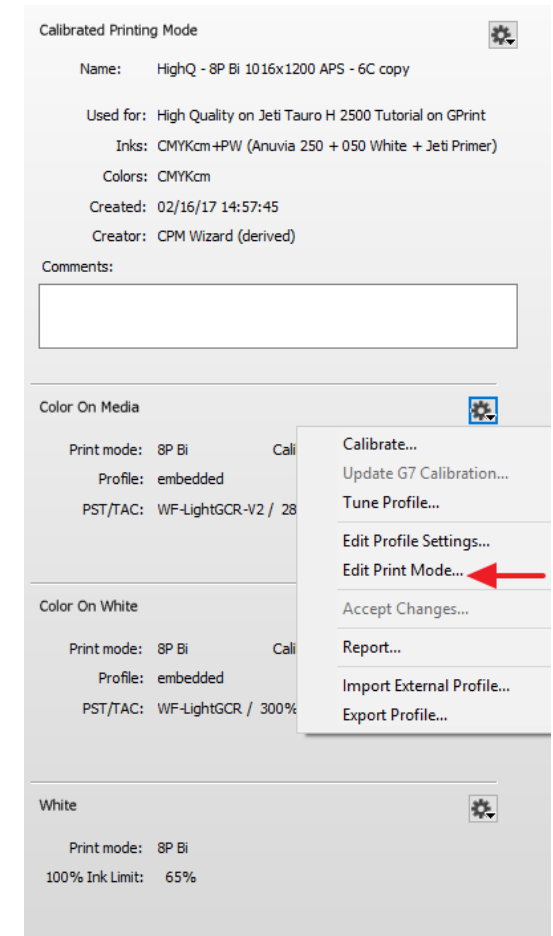 Calibrated Printing Mode
Name: HighQ - 8P Bi 1016x1200 APS - 6C copy
Used for: High Quality on Jeti Tauro H 2500 Tutorial on GPrint
Inks: CMYKcm+PW (Anuvia 250 + 050 White + Jeti Primer)
Colors: CMYKcm
Created: 02/16/17 14:57:45
Creator: CPM Wizard (derived)
Comments:
Color On Media
Print mode: 8P Bi Cali
Profile: embedded
PST/TAC: WF-LightGCR-V2 / 28
Calibrate...
Update G7 Calibration...
Tune Profile...
Edit Profile Settings...
Edit Print Mode...
Accept Changes...
Report...
Import External Profile...
Export Profile...
Color On White
Print mode: 8P Bi Cali
Profile: embedded
PST/TAC: WF-LightGCR / 300%
White
Print mode: 8P Bi
100% Ink Limit: 65%